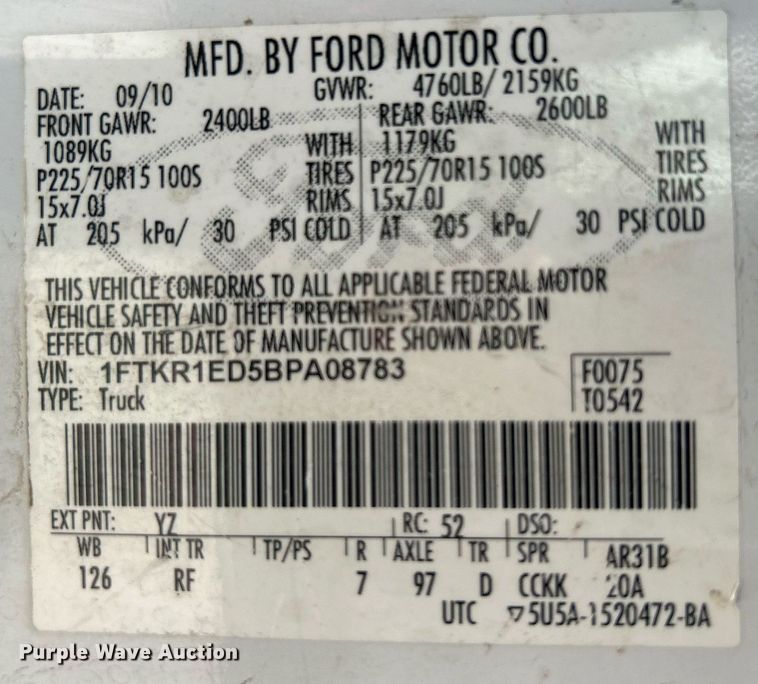 MFD. BY FORD MOTOR CO.
DATE: 09/10 GVWR: 4760LB/ 2159KG
FRONT GAWR: 2400LB REAR GAWR: 2600LB
1089KG WITH 1179KG WITH
P225/70R15 100S TIRES P225/70R15 100S TIRES
15x7.0J RIMS 15x7.0J RIMS
AT 205 kPa/ 30 PSI COLD AT 205 kPa/ 30 PSI COLD
Ford
THIS VEHICLE CONFORMS TO ALL APPLICABLE FEDERAL MOTOR
VEHICLE SAFETY AND THEFT PREVENTION STANDARDS IN
EFFECT ON THE DATE OF MANUFACTURE SHOWN ABOVE.
VIN: 1FTKR1ED5BPA08783 F0075
TYPE: Truck T0542
EXT PNT: YZ RC: 52 DSO:
WB INT TR TP/PS R AXLE TR SPR AR31B
126 RF 7 97 D CCKK 20A
UTC ▽5U5A-1520472-BA
Purple Wave Auction